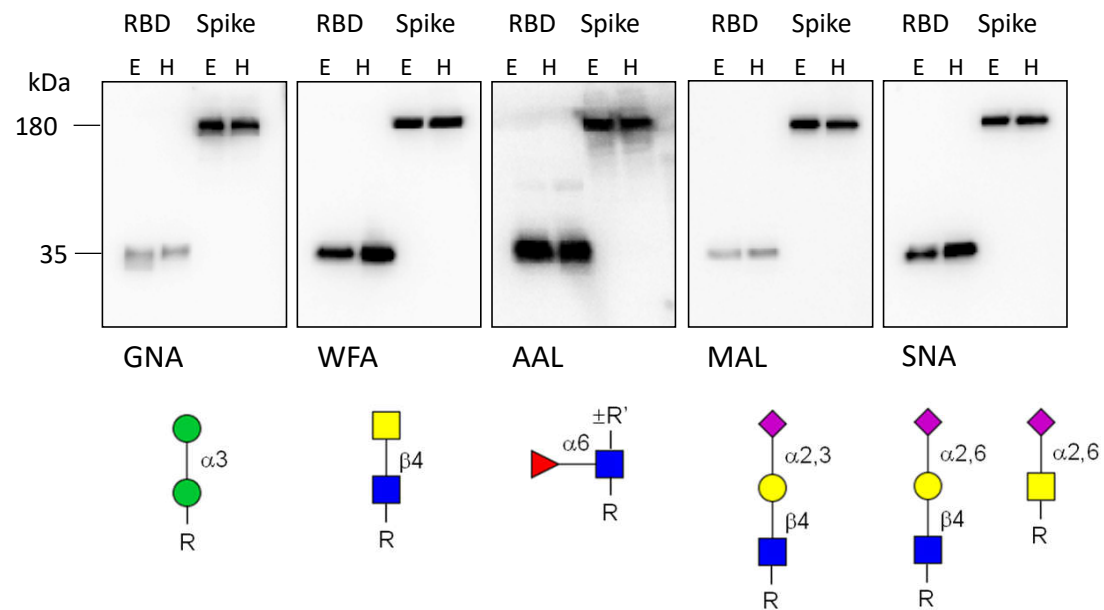 RBD Spike RBD Spike RBD Spike RBD Spike RBD Spike
E H E H E H E H E H E H E H E H E H E H
kDa
180
35
GNA WFA AAL MAL SNA
±R'
α3 β4 α6 α2,3 α2,6 α2,6
R R R β4 β4 R
R R